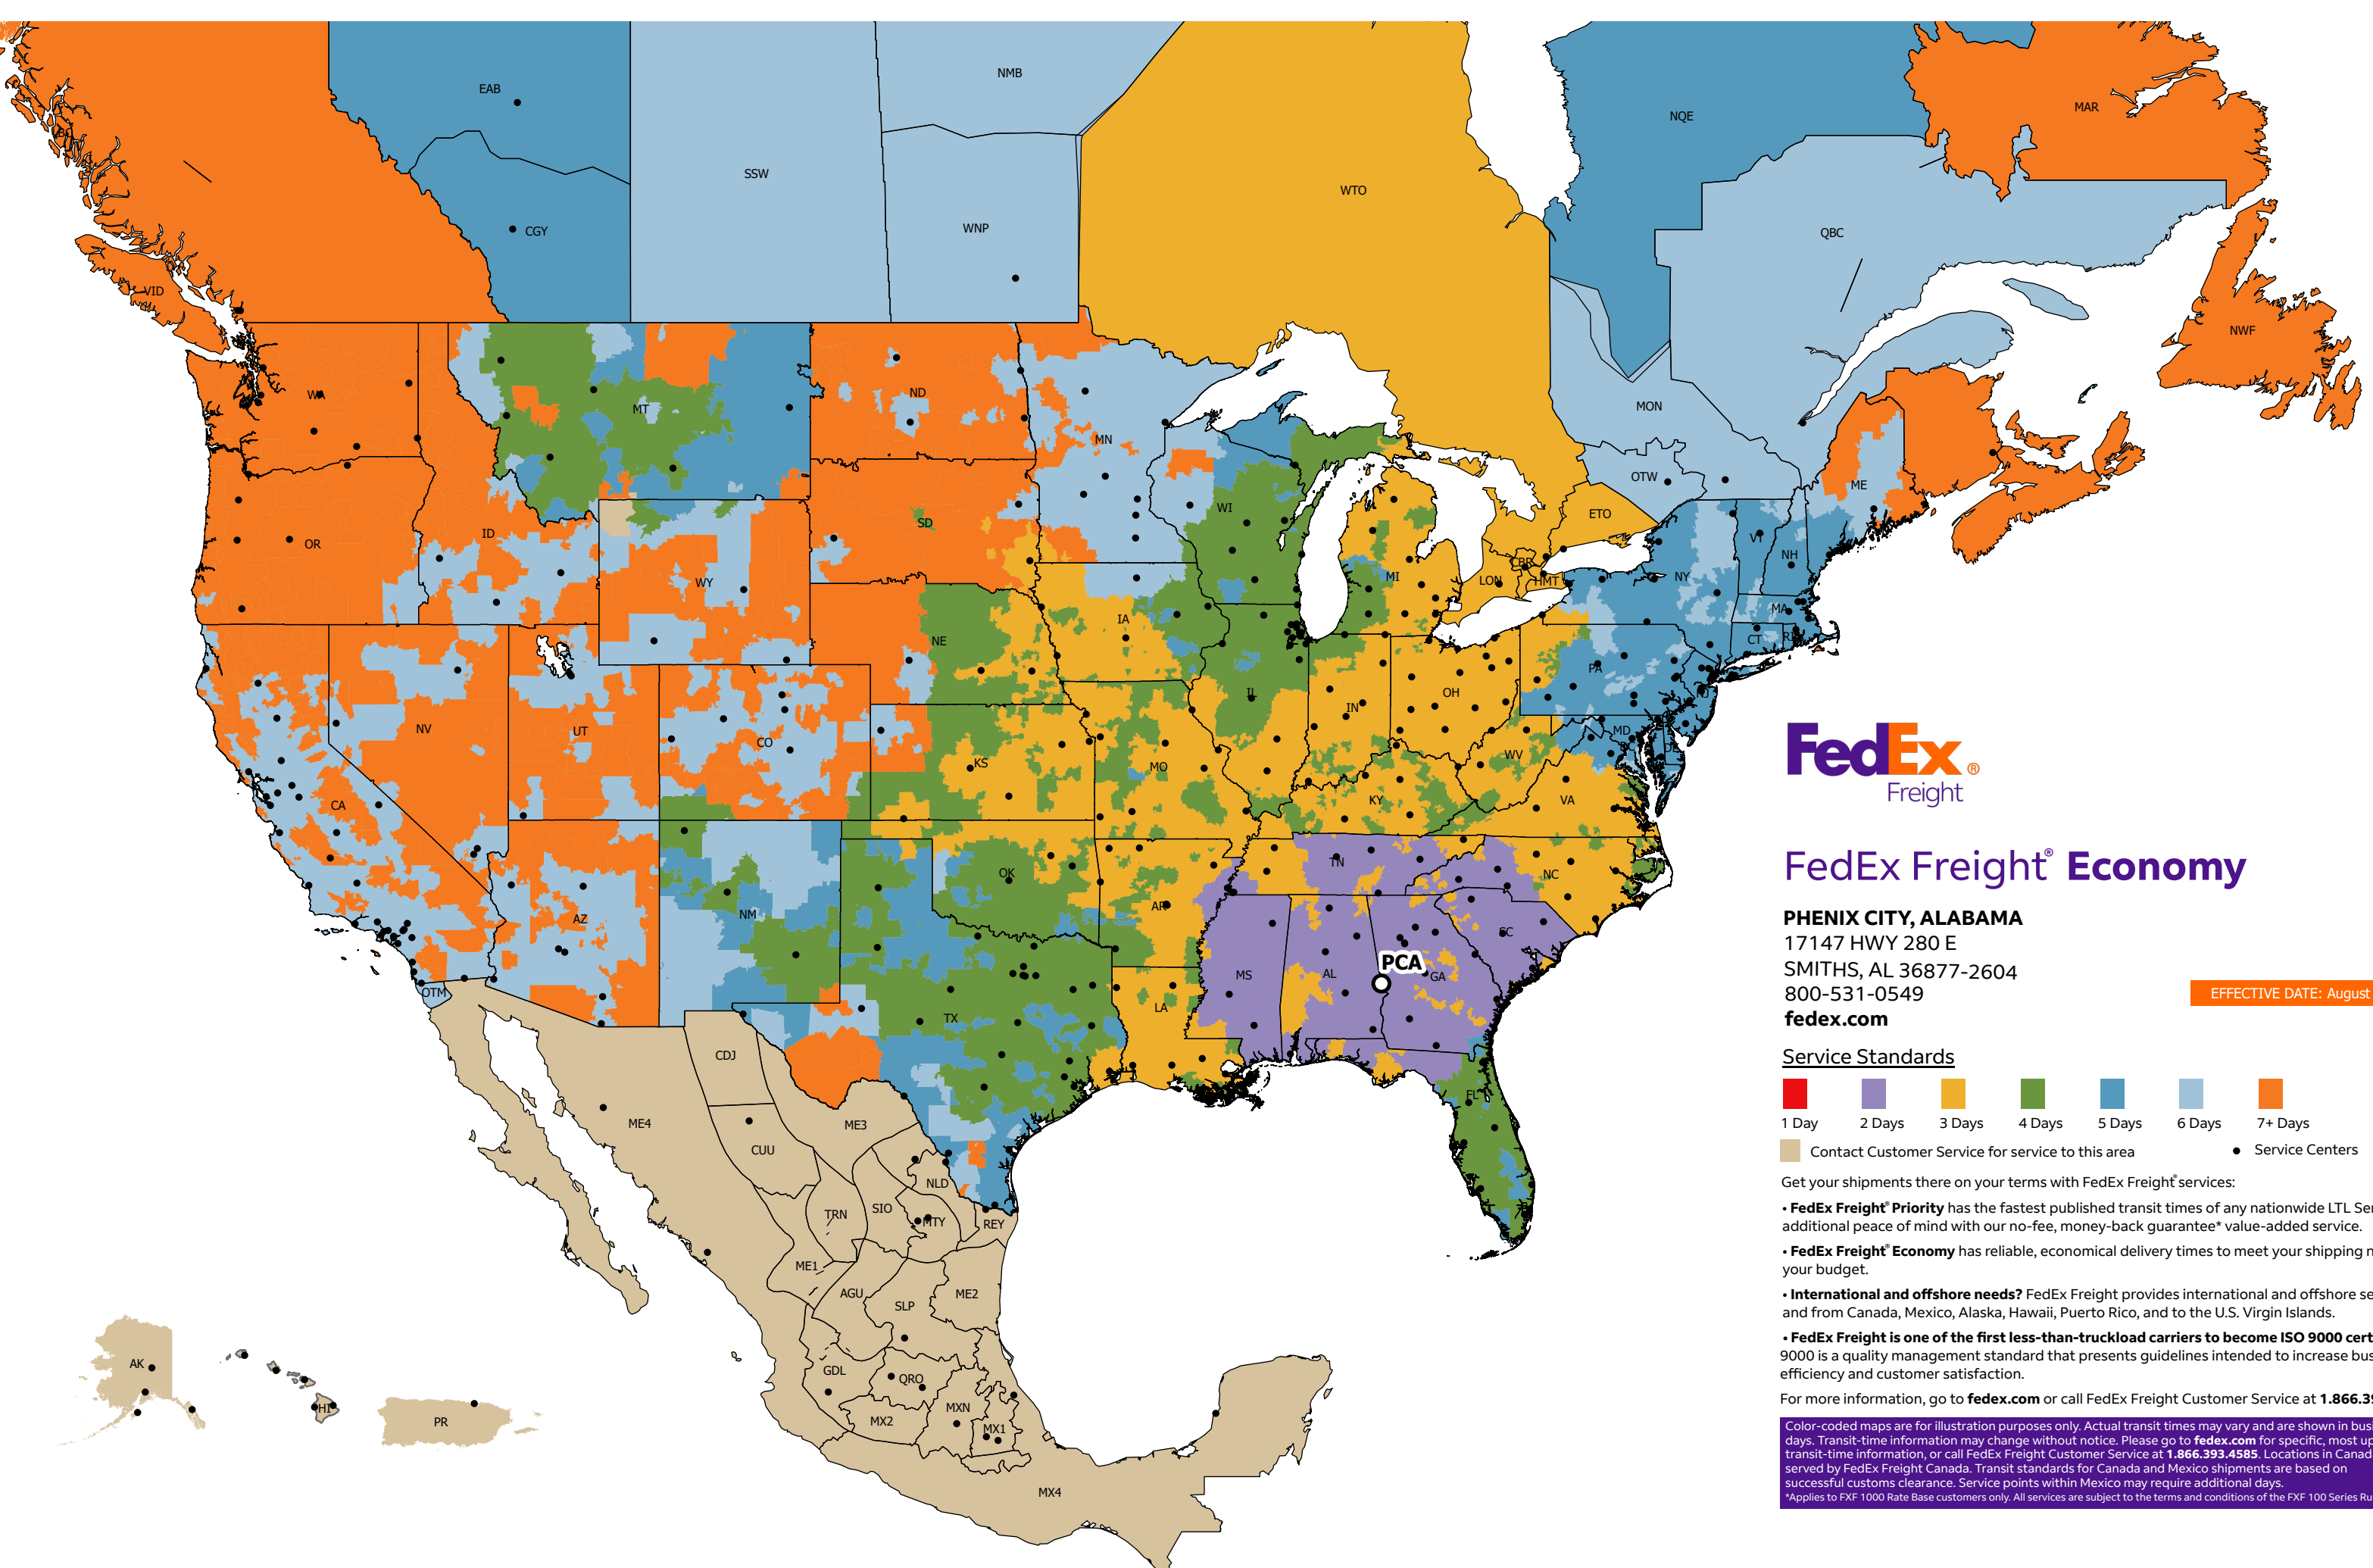 EAB
NMB
MAR
NQE
BC
SSW
WTO
CGY
WNP
QBC
VID
NWF
WA
MT
ND
MN
MON
OTW
ME
OR
ID
SD
WI
ETO
VT
NH
WY
MI
CBR
LON
HMT
NY
MA
CT
RI
NE
IA
PA
NV
UT
CO
IL
IN
OH
NJ
MD
DC
DE
CA
KS
MO
WV
KY
VA
AZ
NM
OK
AR
TN
NC
SC
MS
AL
PCA
GA
OTM
TX
LA
FL
CDJ
ME4
CUU
ME3
NLD
TRN
SIO
MTY
REY
ME1
AGU
SLP
ME2
GDL
QRO
MXN
MX2
MX1
MX4
AK
HI
PR
FedEx®
Freight
FedEx Freight® Economy
PHENIX CITY, ALABAMA
17147 HWY 280 E
SMITHS, AL 36877-2604
800-531-0549
fedex.com
EFFECTIVE DATE: August
Service Standards
1 Day 2 Days 3 Days 4 Days 5 Days 6 Days 7+ Days
Contact Customer Service for service to this area Service Centers
Get your shipments there on your terms with FedEx Freight® services:
• FedEx Freight® Priority has the fastest published transit times of any nationwide LTL Ser
additional peace of mind with our no-fee, money-back guarantee* value-added service.
• FedEx Freight® Economy has reliable, economical delivery times to meet your shipping n
your budget.
• International and offshore needs? FedEx Freight provides international and offshore se
and from Canada, Mexico, Alaska, Hawaii, Puerto Rico, and to the U.S. Virgin Islands.
• FedEx Freight is one of the first less-than-truckload carriers to become ISO 9000 cert
9000 is a quality management standard that presents guidelines intended to increase bus
efficiency and customer satisfaction.
For more information, go to fedex.com or call FedEx Freight Customer Service at 1.866.39
Color-coded maps are for illustration purposes only. Actual transit times may vary and are shown in busi
days. Transit-time information may change without notice. Please go to fedex.com for specific, most up
transit-time information, or call FedEx Freight Customer Service at 1.866.393.4585. Locations in Canad
served by FedEx Freight Canada. Transit standards for Canada and Mexico shipments are based on
successful customs clearance. Service points within Mexico may require additional days.
*Applies to FXF 1000 Rate Base customers only. All services are subject to the terms and conditions of the FXF 100 Series Ru